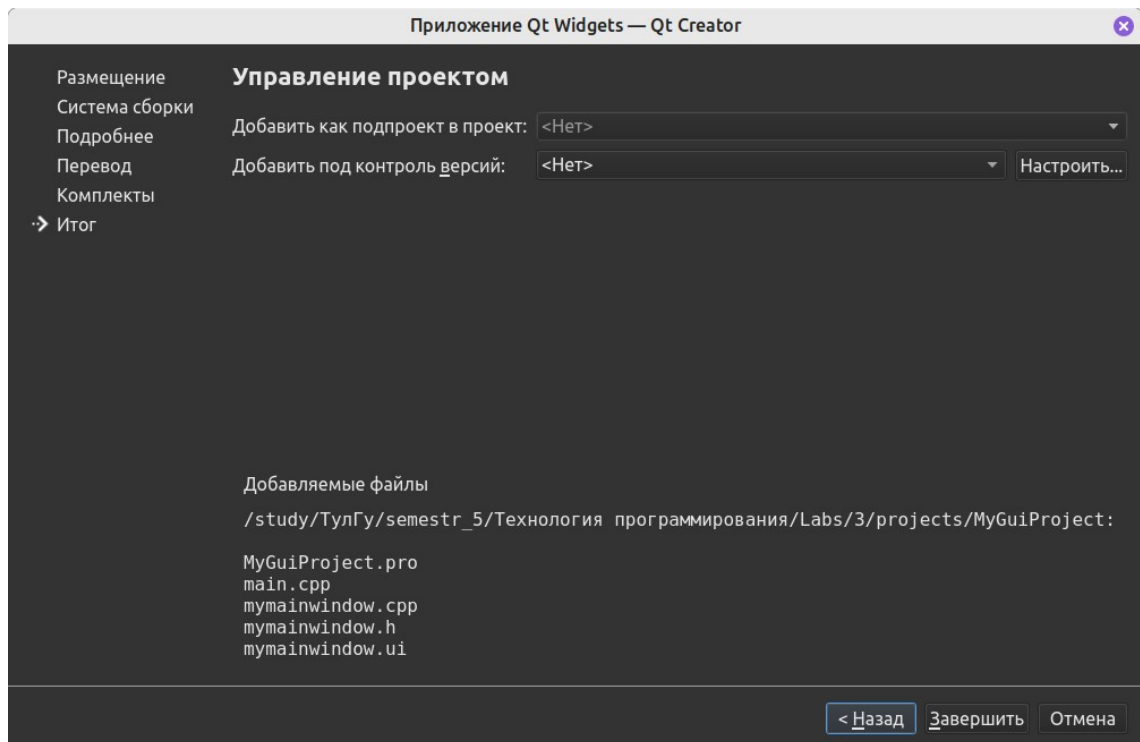 Приложение Qt Widgets — Qt Creator
Размещение
Система сборки
Подробнее
Перевод
Комплекты
Итог
Управление проектом
Добавить как подпроект в проект: <Нет>
Добавить под контроль версий: <Нет> Настроить...
Добавляемые файлы
/study/ТулГу/semestr_5/Технология программирования/Labs/3/projects/MyGuiProject:
MyGuiProject.pro
main.cpp
mymainwindow.cpp
mymainwindow.h
mymainwindow.ui
< Назад Завершить Отмена